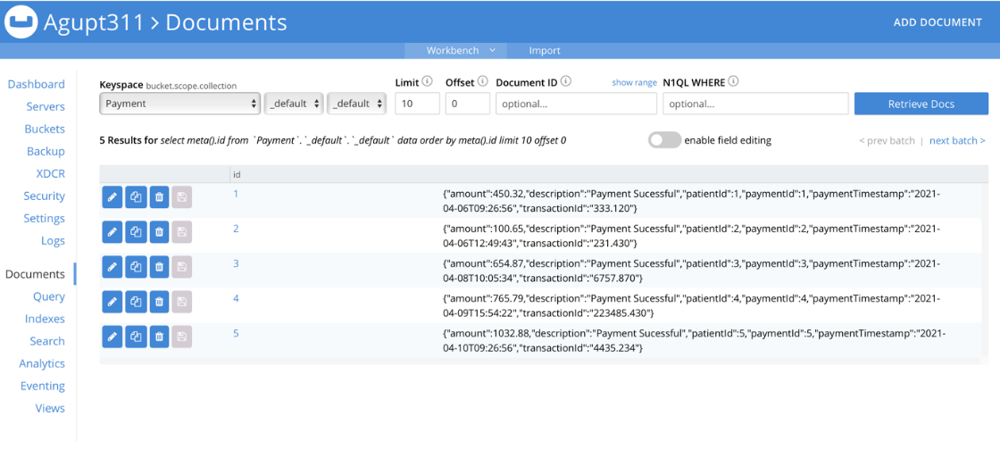 Agupt311 > Documents
ADD DOCUMENT
Workbench
Import
Dashboard
Servers
Buckets
Backup
XDCR
Security
Settings
Logs
Documents
Query
Indexes
Search
Analytics
Eventing
Views
Keyspace bucket.scope.collection
Limit
Offset
Document ID
show range
N1QL WHERE
Payment
_default
_default
10
0
optional...
optional...
Retrieve Docs
5 Results for select meta().id from `Payment`.`_default`.`_default` data order by meta().id limit 10 offset 0
enable field editing
< prev batch | next batch >
id
1
{"amount":450.32,"description":"Payment Sucessful","patientId":1,"paymentId":1,"paymentTimestamp":"2021-
04-06T09:26:56","transactionId":"333.120"}
2
{"amount":100.65,"description":"Payment Sucessful","patientId":2,"paymentId":2,"paymentTimestamp":"2021-
04-06T12:49:43","transactionId":"231.430"}
3
{"amount":654.87,"description":"Payment Sucessful","patientId":3,"paymentId":3,"paymentTimestamp":"2021-
04-08T10:05:34","transactionId":"6757.870"}
4
{"amount":765.79,"description":"Payment Sucessful","patientId":4,"paymentId":4,"paymentTimestamp":"2021-
04-09T15:54:22","transactionId":"223485.430"}
5
{"amount":1032.88,"description":"Payment Sucessful","patientId":5,"paymentId":5,"paymentTimestamp":"2021-
04-10T09:26:56","transactionId":"4435.234"}